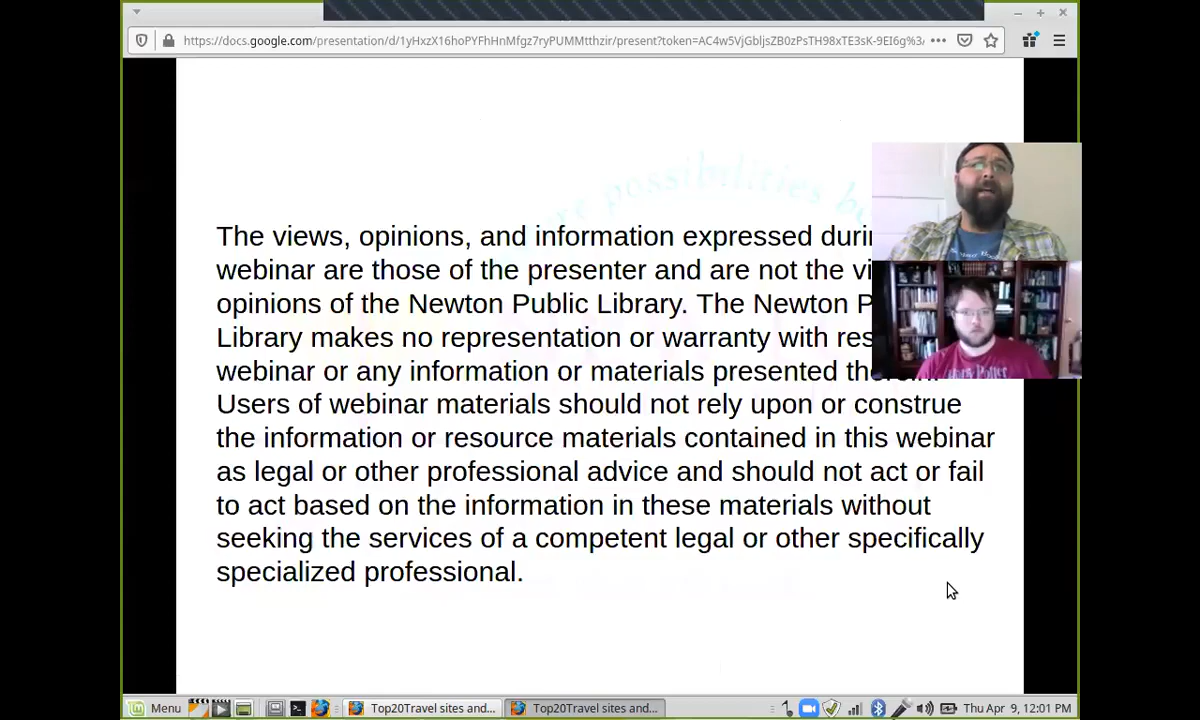 https://docs.google.com/presentation/d/1yHxzX16hoPYFhHnMfgz7ryPUMMtthzir/present?token=AC4w5VjGbljsZB0zPsTH98xTE3sK-9EI6g%3
possibilities
The views, opinions, and information expressed
webinar are those of the presenter and are not the
opinions of the Newton Public Library. The Newton
Library makes no representation or warranty with
webinar or any information or materials presented
Users of webinar materials should not rely upon or construe
the information or resource materials contained in this webinar
as legal or other professional advice and should not act or fail
to act based on the information in these materials without
seeking the services of a competent legal or other specifically
specialized professional.
Harry Potter
Menu
Top20Travel sites and...
Top20Travel sites and...
Thu Apr 9, 12:01 PM